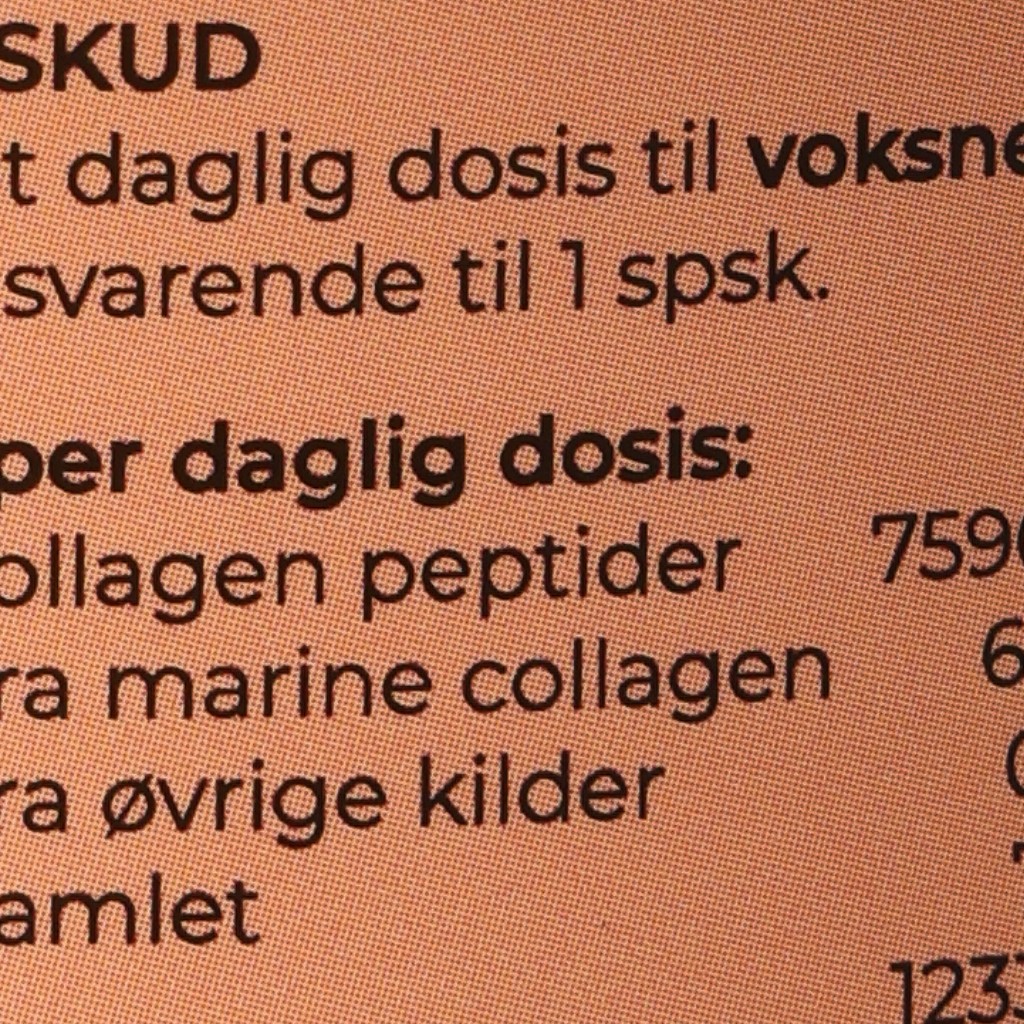 SKUD
t daglig dosis til voksne
svarende til 1 spsk.
per daglig dosis:
ollagen peptider 759
ra marine collagen 6
ra øvrige kilder
amlet
123